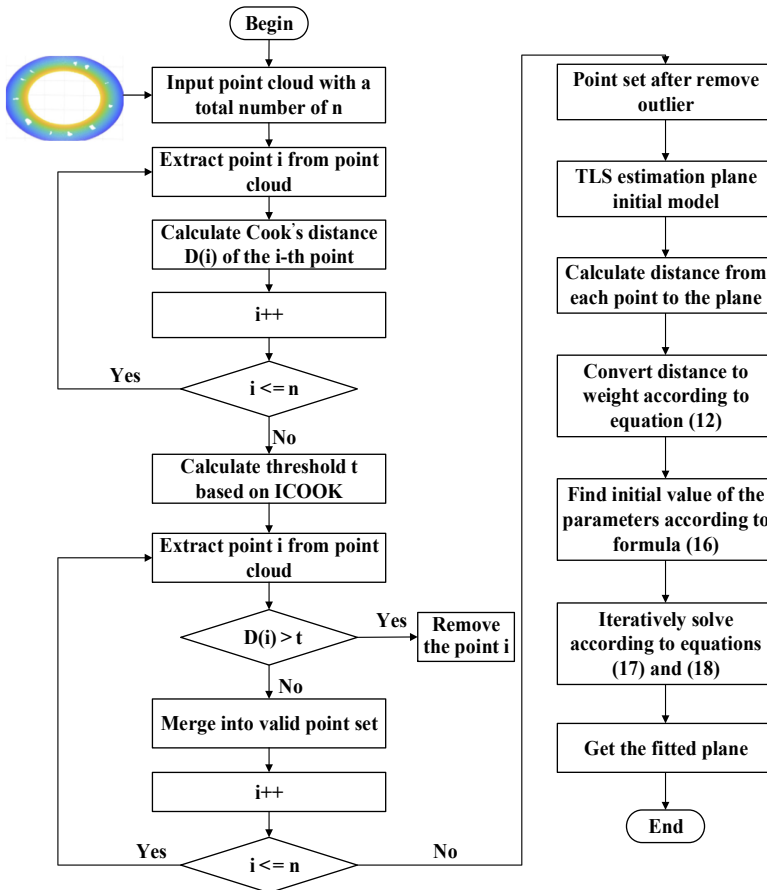 Begin
Input point cloud with a
total number of n
Extract point i from point
cloud
Calculate Cook's distance
D(i) of the i-th point
i++
Yes
i <= n
No
Calculate threshold t
based on ICOOK
Extract point i from point
cloud
D(i) > t
Yes
Remove
the point i
No
Merge into valid point set
i++
Yes
i <= n
No
Point set after remove
outlier
TLS estimation plane
initial model
Calculate distance from
each point to the plane
Convert distance to
weight according to
equation (12)
Find initial value of the
parameters according to
formula (16)
Iteratively solve
according to equations
(17) and (18)
Get the fitted plane
End